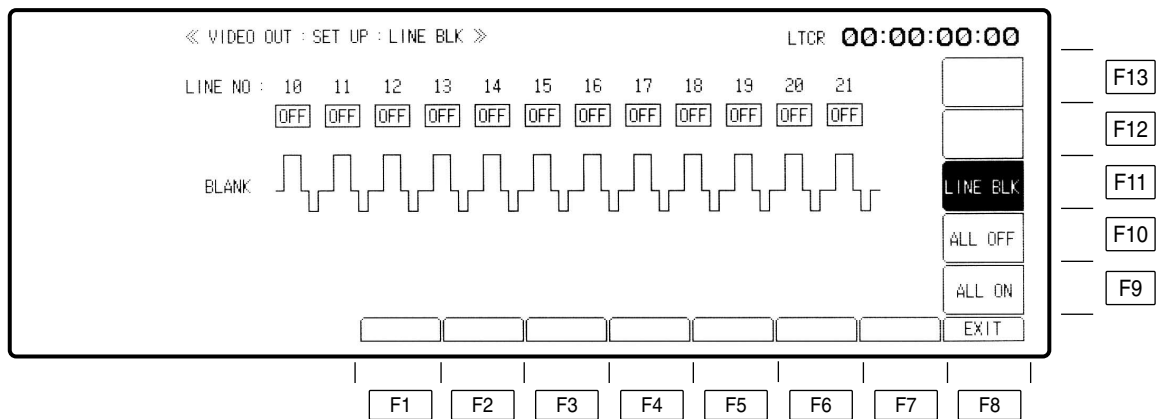 ≪ VIDEO OUT : SET UP : LINE BLK ≫ LTCR 00:00:00:00
LINE NO : 10 11 12 13 14 15 16 17 18 19 20 21
OFF OFF OFF OFF OFF OFF OFF OFF OFF OFF OFF OFF
BLANK
LINE BLK
ALL OFF
ALL ON
EXIT
F13
F12
F11
F10
F9
F1 F2 F3 F4 F5 F6 F7 F8